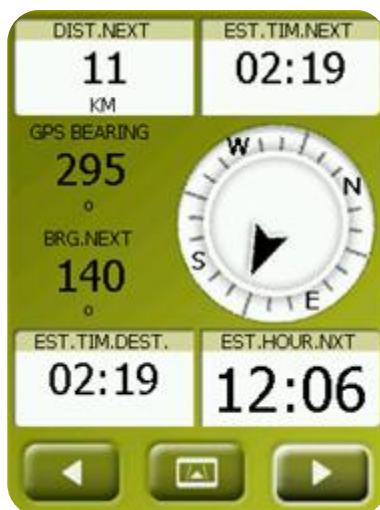 DIST.NEXT
11
KM
EST.TIM.NEXT
02:19
GPS BEARING
295
°
BRG.NEXT
140
°
W
N
S
E
EST.TIM.DEST.
02:19
EST.HOUR.NXT
12:06